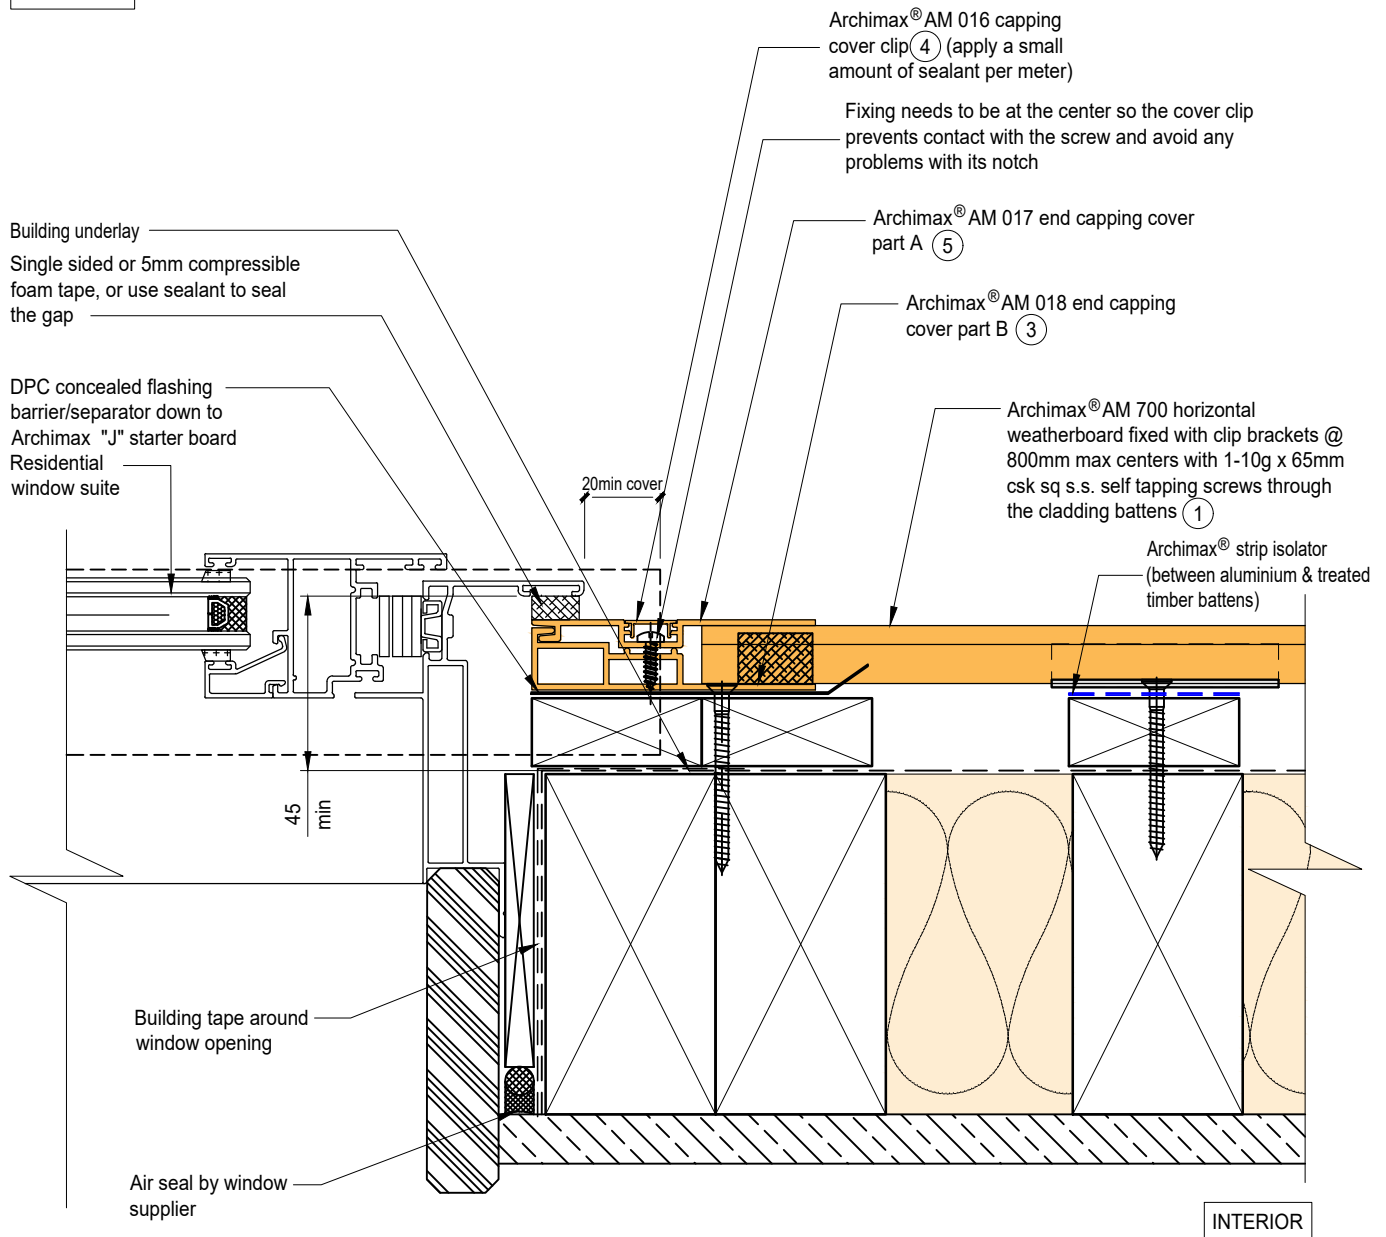 Archimax® AM 016 capping
cover clip 4 (apply a small
amount of sealant per meter)
Fixing needs to be at the center so the cover clip
prevents contact with the screw and avoid any
problems with its notch
Archimax® AM 017 end capping cover
part A 5
Archimax® AM 018 end capping
cover part B 3
Building underlay
Single sided or 5mm compressible
foam tape, or use sealant to seal
the gap
DPC concealed flashing
barrier/separator down to
Archimax "J" starter board
Residential
window suite
20min cover
Archimax® AM 700 horizontal
weatherboard fixed with clip brackets @
800mm max centers with 1-10g x 65mm
csk sq s.s. self tapping screws through
the cladding battens 1
Archimax® strip isolator
(between aluminium & treated
timber battens)
45
min
Building tape around
window opening
Air seal by window
supplier
INTERIOR